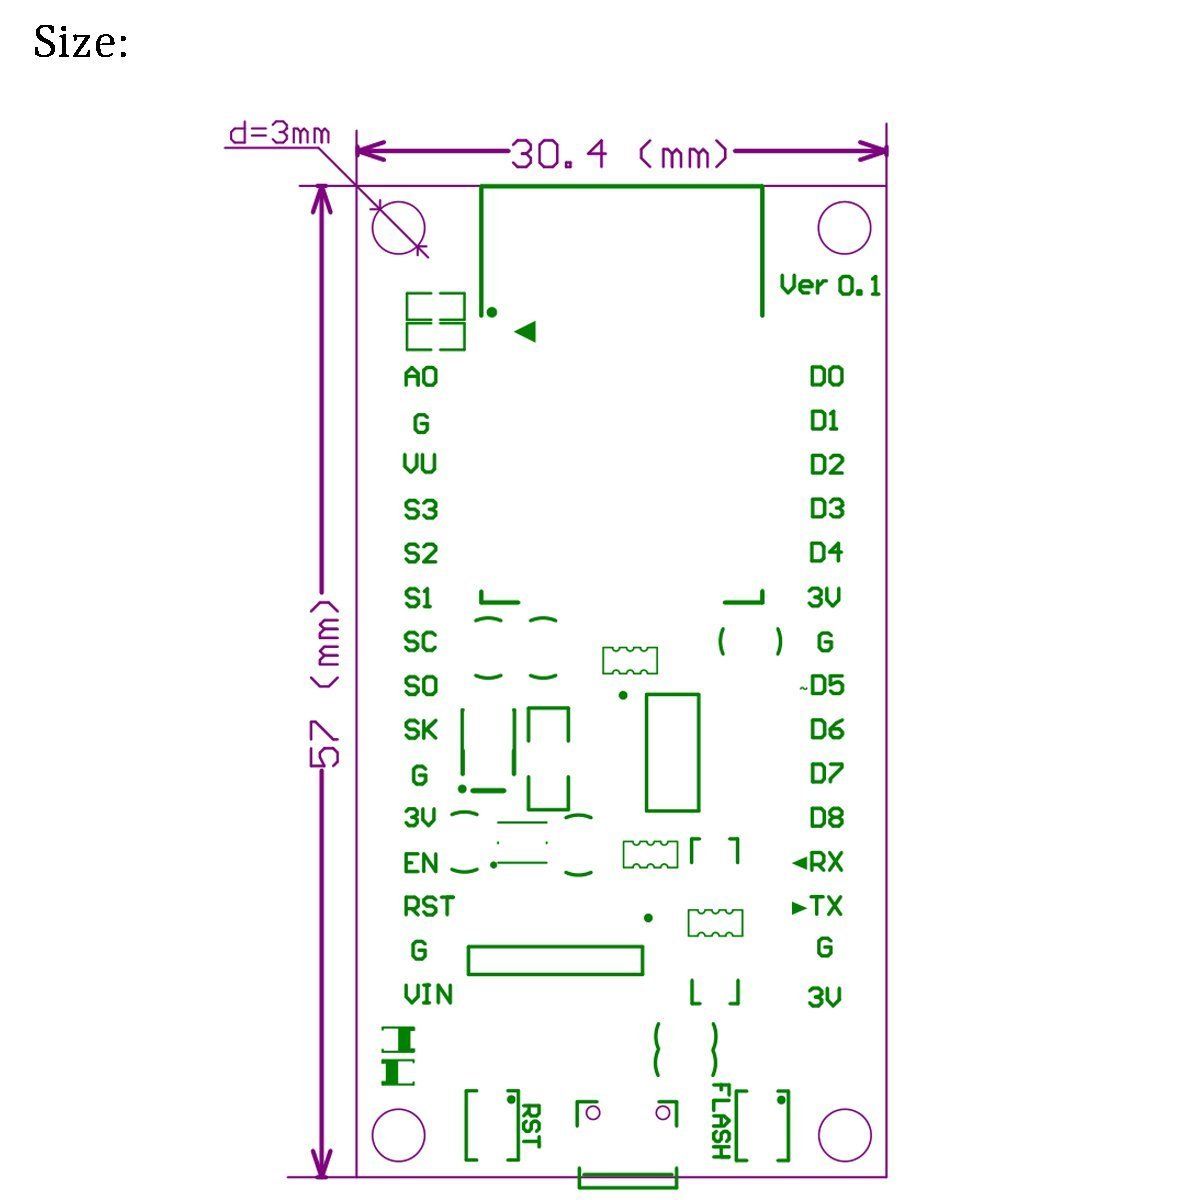 Size:
d=3mm
30.4 (mm)
57 (mm)
Ver 0.1
A0
G
VU
S3
S2
S1
SC
SO
SK
G
3V
EN
RST
G
VIN
D0
D1
D2
D3
D4
3V
G
~D5
D6
D7
D8
RX
TX
G
3V
RST
FLASH